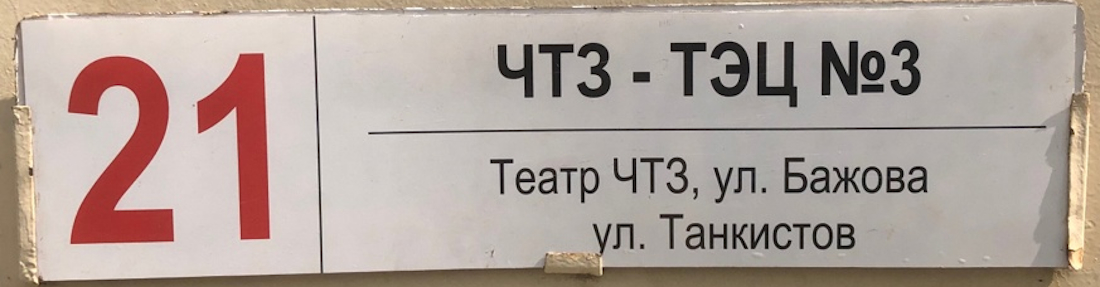 21
ЧТЗ - ТЭЦ №3
Театр ЧТЗ, ул. Бажова
ул. Танкистов